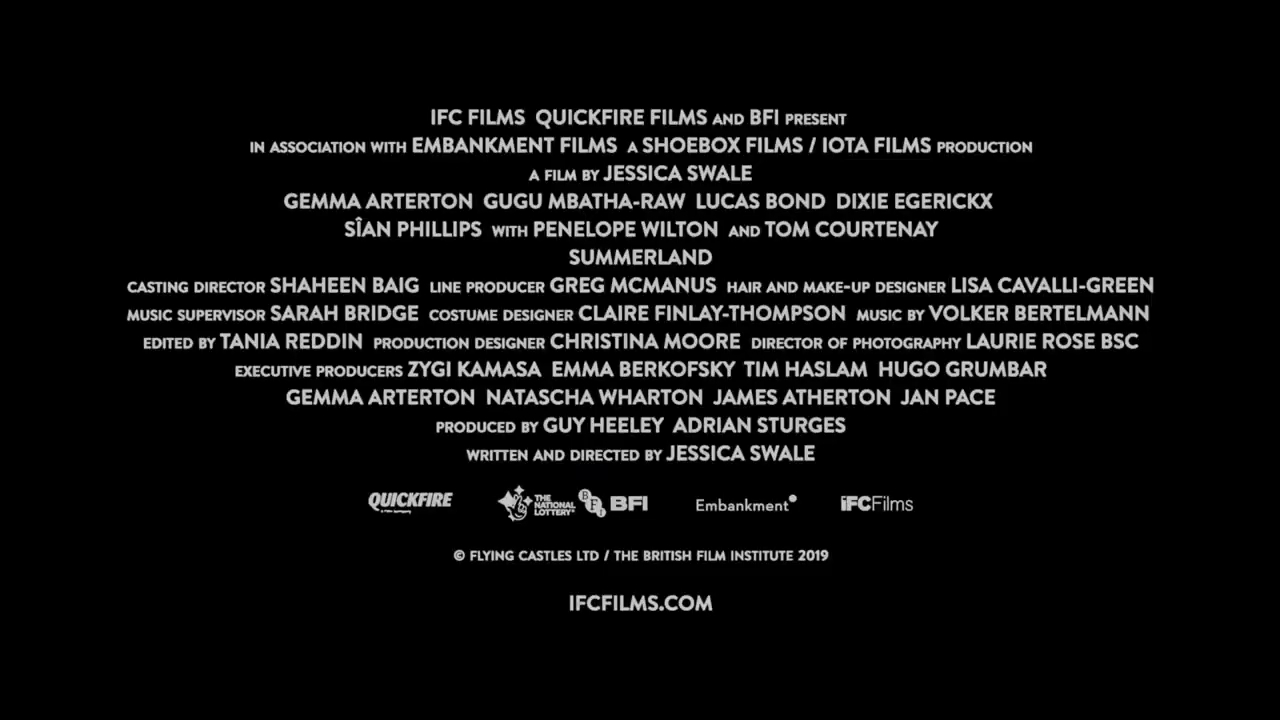 IFC FILMS QUICKFIRE FILMS AND BFI PRESENT
IN ASSOCIATION WITH EMBANKMENT FILMS A SHOEBOX FILMS / IOTA FILMS PRODUCTION
A FILM BY JESSICA SWALE
GEMMA ARTERTON GUGU MBATHA-RAW LUCAS BOND DIXIE EGERICKX
SÎAN PHILLIPS WITH PENELOPE WILTON AND TOM COURTENAY
SUMMERLAND
CASTING DIRECTOR SHAHEEN BAIG LINE PRODUCER GREG MCMANUS HAIR AND MAKE-UP DESIGNER LISA CAVALLI-GREEN
MUSIC SUPERVISOR SARAH BRIDGE COSTUME DESIGNER CLAIRE FINLAY-THOMPSON MUSIC BY VOLKER BERTELMANN
EDITED BY TANIA REDDIN PRODUCTION DESIGNER CHRISTINA MOORE DIRECTOR OF PHOTOGRAPHY LAURIE ROSE BSC
EXECUTIVE PRODUCERS ZYGI KAMASA EMMA BERKOFSKY TIM HASLAM HUGO GRUMBAR
GEMMA ARTERTON NATASCHA WHARTON JAMES ATHERTON JAN PACE
PRODUCED BY GUY HEELEY ADRIAN STURGES
WRITTEN AND DIRECTED BY JESSICA SWALE
QUICKFIRE THE NATIONAL LOTTERY BFI BFI Embankment IFCFilms
© FLYING CASTLES LTD / THE BRITISH FILM INSTITUTE 2019
IFCFILMS.COM